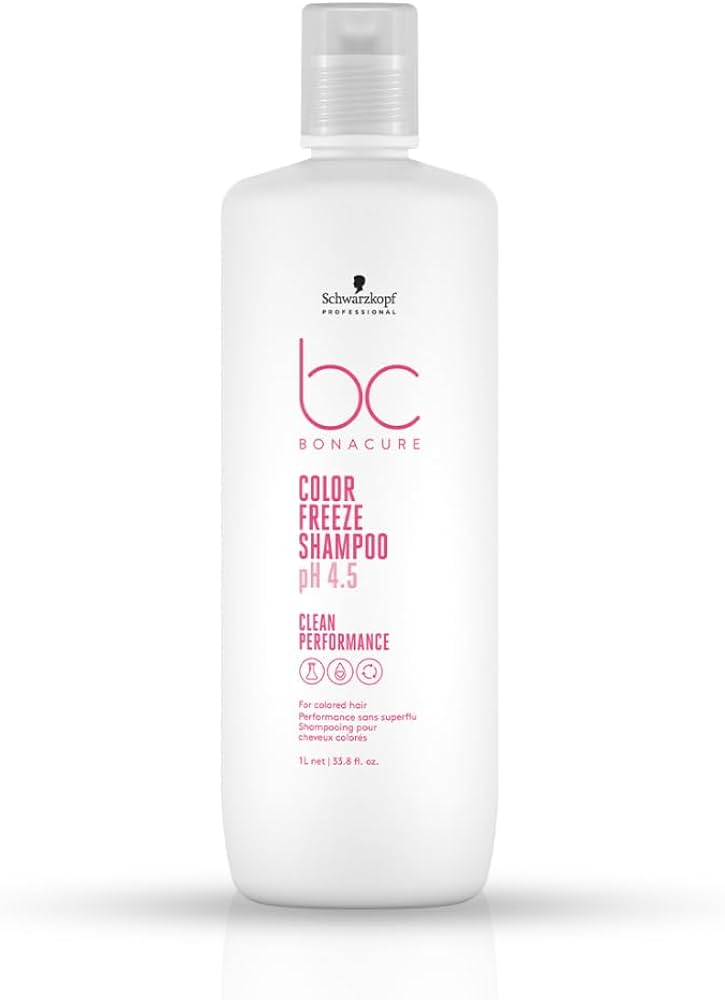 Schwarzkopf
PROFESSIONAL
bc
BONACURE
COLOR
FREEZE
SHAMPOO
pH 4.5
CLEAN
PERFORMANCE
For colored hair
Performance sans superflu
Shampooing pour
cheveux colorés
1L net | 33.8 fl. oz.